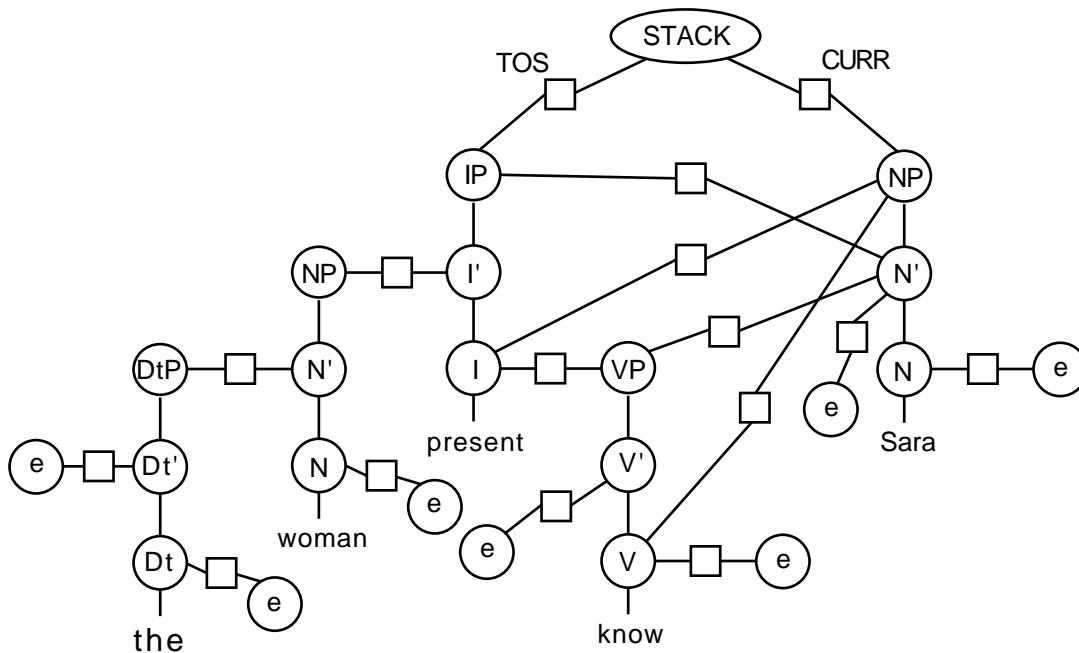 STACK
TOS
CURR
IP
NP
NP
I'
N'
DtP
N'
I
VP
N
e
e
present
Sara
e
Dt'
N
V'
e
woman
e
Dt
V
e
e
know
the